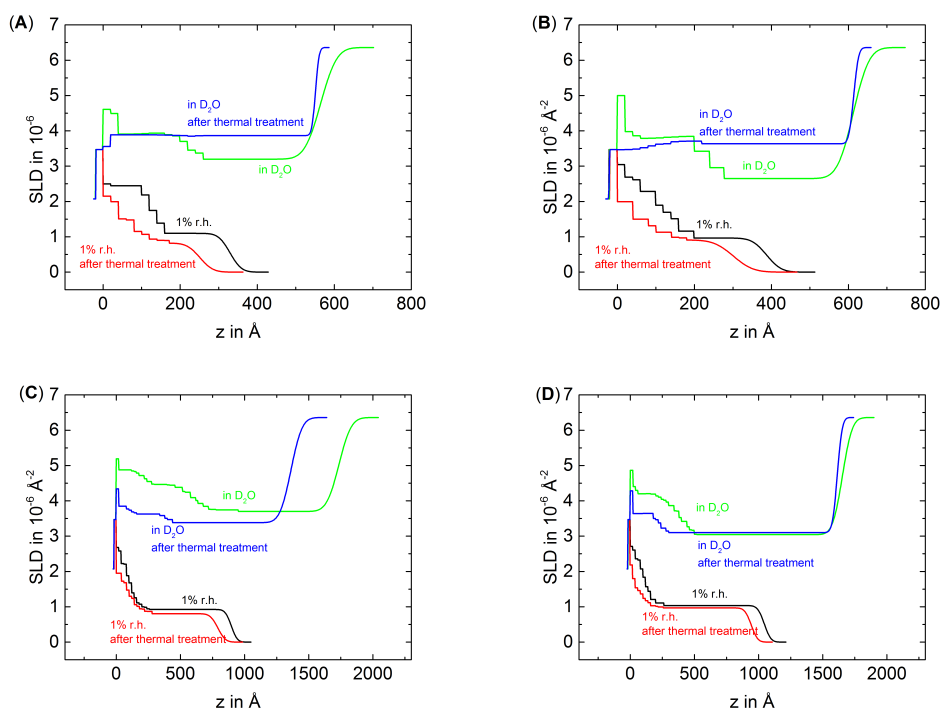 (A)
7
6
5
4
3
2
1
0
SLD in 10-6
in D2O
after thermal treatment
in D2O
1% r.h.
1% r.h.
after thermal treatment
0 200 400 600 800
z in Å
(B)
7
6
5
4
3
2
1
0
SLD in 10-6 Å-2
in D2O
after thermal treatment
in D2O
1% r.h.
1% r.h.
after thermal treatment
0 200 400 600 800
z in Å
(C)
7
6
5
4
3
2
1
0
SLD in 10-6 Å-2
in D2O
in D2O
after thermal treatment
1% r.h.
1% r.h.
after thermal treatment
0 500 1000 1500 2000
z in Å
(D)
7
6
5
4
3
2
1
0
SLD in 10-6 Å-2
in D2O
in D2O
after thermal treatment
1% r.h.
1% r.h.
after thermal treatment
0 500 1000 1500 2000
z in Å